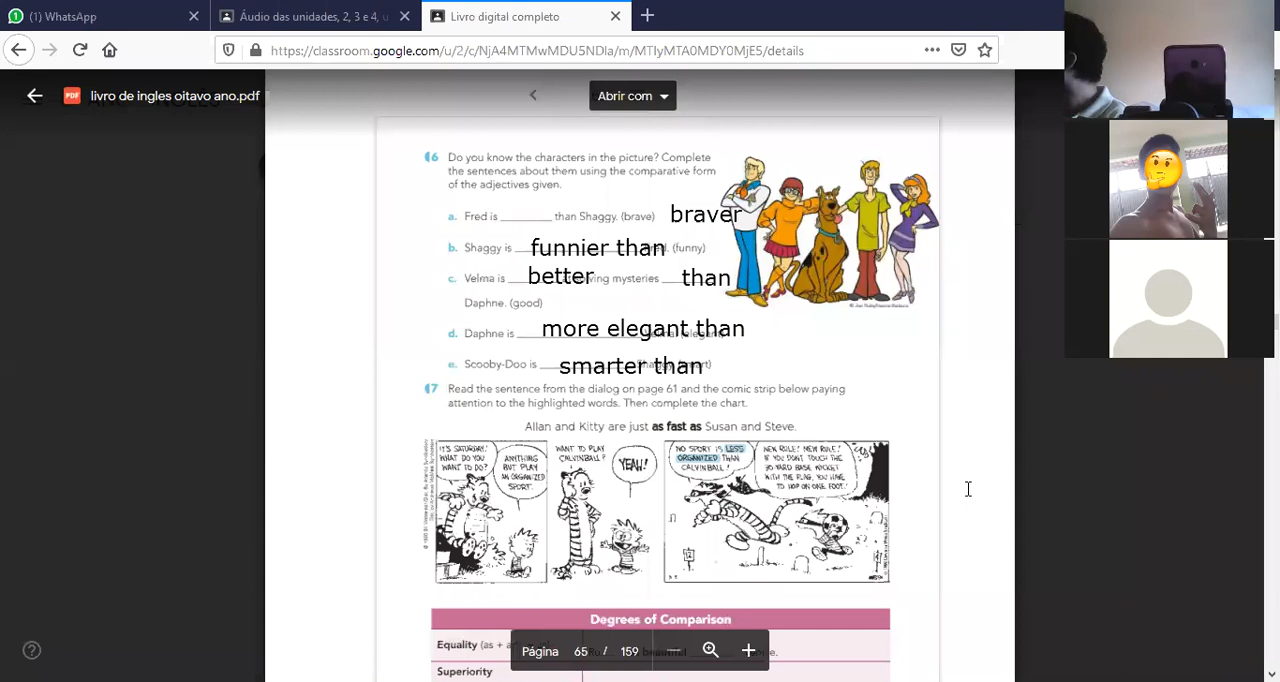 (1) WhatsApp
Áudio das unidades, 2, 3 e 4, u
Livro digital completo
https://classroom.google.com/u/2/c/NjA4MTMwMDU5NDla/m/MTIyMTA0MDY0MjE5/details
livro de ingles oitavo ano.pdf
Abrir com
16 Do you know the characters in the picture? Complete
the sentences about them using the comparative form
of the adjectives given.
a. Fred is ________ than Shaggy. (brave) braver
b. Shaggy is funnier than (funny)
c. Velma is better solving mysteries than
Daphne. (good)
d. Daphne is more elegant than
e. Scooby-Doo is smarter than
17 Read the sentence from the dialog on page 61 and the comic strip below paying
attention to the highlighted words. Then complete the chart.
Allan and Kitty are just as fast as Susan and Steve.
IT'S SATURDAY!
WHAT DO YOU
WANT TO DO?
ANYTHING
BUT PLAY
AN ORGANIZED
SPORT.
WANT TO PLAY
CALVINBALL?
YEAH!
NO SPORT IS LESS
ORGANIZED THAN
CALVINBALL!
NEW RULE! NEW RULE!
IF YOU DON'T TOUCH THE
30-YARD BASE WICKET
WITH THE FLAG, YOU HAVE
TO HOP ON ONE FOOT!
Degrees of Comparison
Equality (as +
Página 65 / 159
Superiority